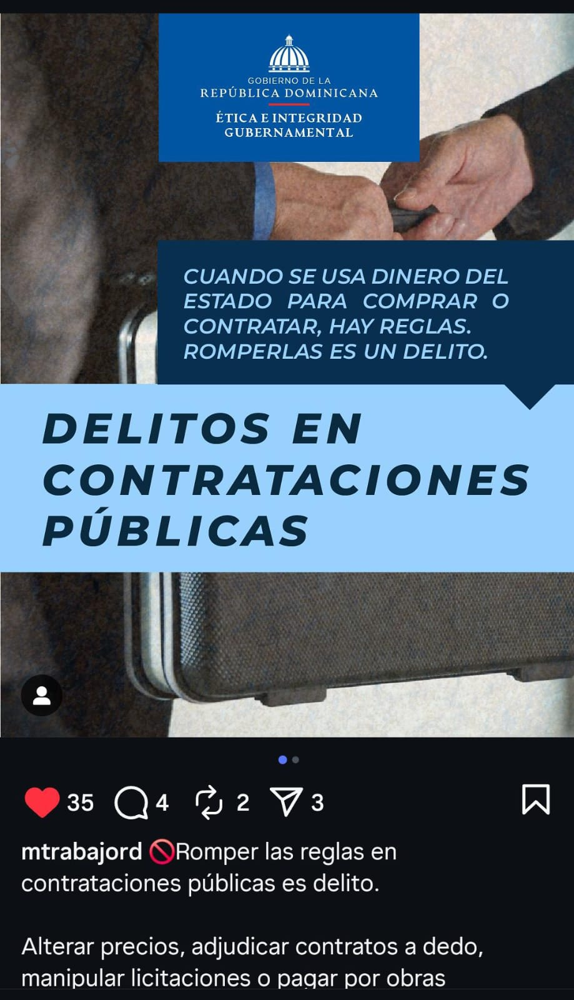 GOBIERNO DE LA
REPÚBLICA DOMINICANA
ÉTICA E INTEGRIDAD
GUBERNAMENTAL
CUANDO SE USA DINERO DEL
ESTADO PARA COMPRAR O
CONTRATAR, HAY REGLAS.
ROMPERLAS ES UN DELITO.
DELITOS EN
CONTRATACIONES
PÚBLICAS
35 4 2 3
mtrabajord 🚫Romper las reglas en
contrataciones públicas es delito.
Alterar precios, adjudicar contratos a dedo,
manipular licitaciones o pagar por obras